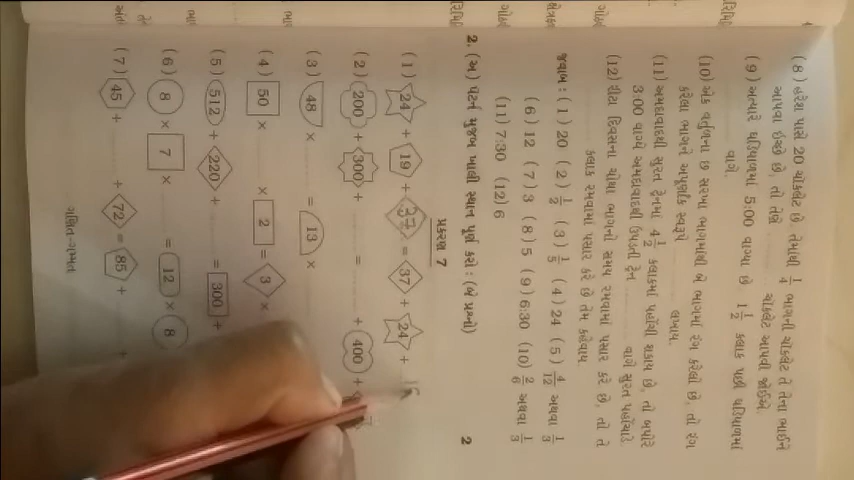 (8) હરેશ પાસે 20 ચોકલેટ છે. તેમાંથી 1/4 ભાગની ચોકલેટ તે તેના ભાઈને
આપવા ઇચ્છે છે, તો તેણે ચોકલેટ આપવી જોઈએ.
(9) અત્યારે ઘડિયાળમાં 5:00 વાગ્યા છે 1 1/2 કલાક પછી ઘડિયાળમાં
વાગે.
(10) એક વર્તુળના છ સરખા ભાગમાંથી બે ભાગમાં રંગ કરેલો છે, તો રંગ
કરેલા ભાગને અપૂર્ણાંક સ્વરૂપે લખાય.
(11) અમદાવાદથી સુરત ટ્રેનમાં 4 1/2 કલાકમાં પહોંચી શકાય છે, તો બપોરે
3:00 વાગ્યે અમદાવાદથી ઉપડતી ટ્રેન વાગે સુરત પહોંચાડે.
(12) રીટા દિવસના ચોથા ભાગનો સમય રમવામાં પસાર કરે છે, તો તે
કલાક રમવામાં પસાર કરે છે તેમ કહેવાય
જવાબ : (1) 20 (2) 1/2 (3) 1/5 (4) 24 (5) 4/12 અથવા 1/3
(6) 12 (7) 3 (8) 5 (9) 6:30 (10) 2/6 અથવા 1/3
(11) 7:30 (12) 6
2. (અ) પેટર્ન મુજબ ખાલી સ્થાન પૂર્ણ કરો : (બે પ્રશ્નો) 2
પ્રકરણ 7
(1) 24 + 19 + 37 = 37 + 24 +
(2) 200 + 300 + = + 400 +
(3) 48 × = 13 ×
(4) 50 × × 2 = 3 ×
(5) 512 + 220 + = 300 +
(6) 8 × 7 × = 12 × 8
(7) 45 + + 72 = 85 +
ગણિત-ગમ્મત